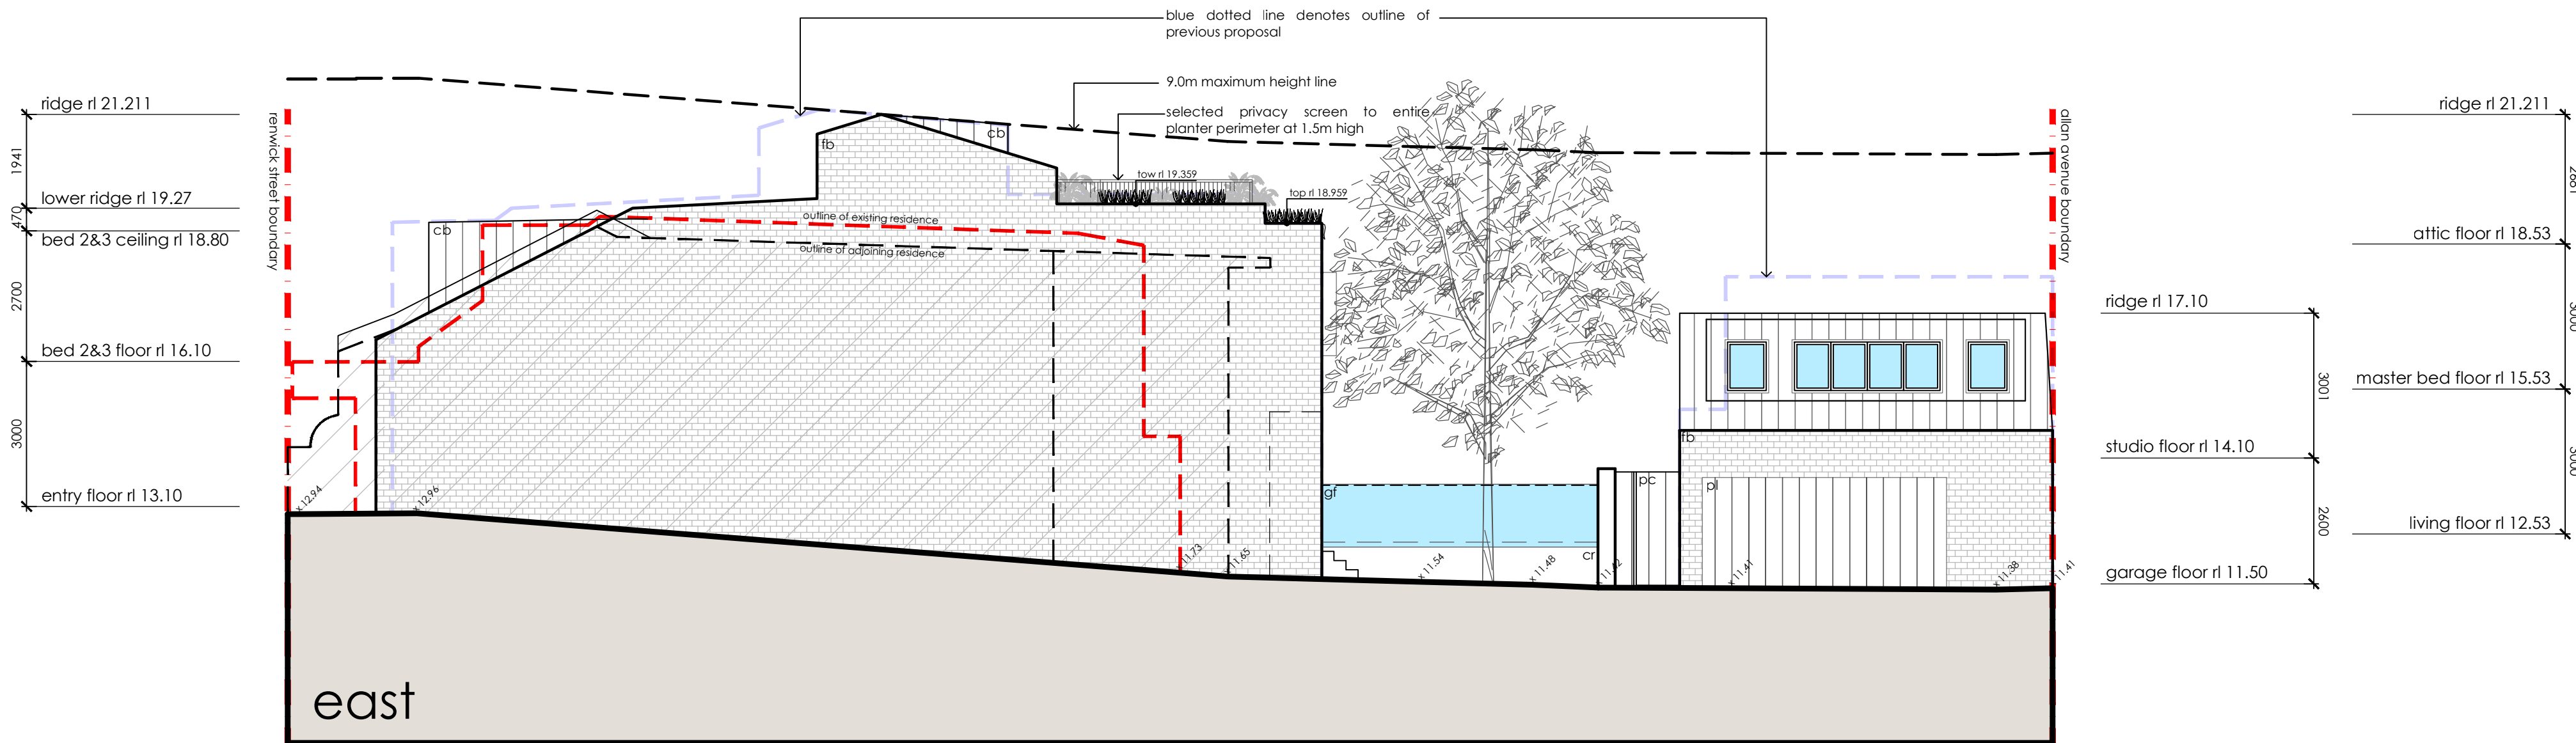 blue dotted line denotes outline of
previous proposal
9.0m maximum height line
selected privacy screen to entire
planter perimeter at 1.5m high
ridge rl 21.211
1941
lower ridge rl 19.27
470
bed 2&3 ceiling rl 18.80
2700
bed 2&3 floor rl 16.10
3000
entry floor rl 13.10
renwick street boundary
cb
fb
cb
tow rl 19.359
top rl 18.959
outline of existing residence
outline of adjoining residence
x 12.94
x 12.96
x 11.73
x 11.65
gf
cr
x 11.54
x 11.48
x 11.42
pc
fb
pl
x 11.41
x 11.38
x 11.41
allan avenue boundary
ridge rl 17.10
3001
studio floor rl 14.10
2600
garage floor rl 11.50
ridge rl 21.211
2681
attic floor rl 18.53
3000
master bed floor rl 15.53
3000
living floor rl 12.53
east